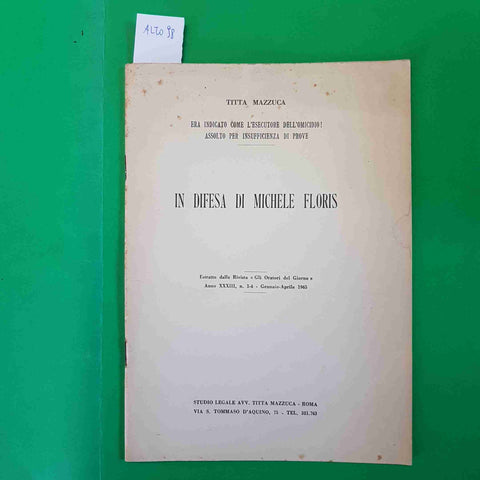 ALTO 98
TITTA MAZZUCA
ERA INDICATO COME L'ESECUTORE DELL'OMICIDIO!
ASSOLTO PER INSUFFICIENZA DI PROVE
IN DIFESA DI MICHELE FLORIS
Estratto dalla Rivista « Gli Oratori del Giorno »
Anno XXXIII, n. 1-4 - Gennaio-Aprile 1965
STUDIO LEGALE AVV. TITTA MAZZUCA - ROMA
VIA S. TOMMASO D'AQUINO, 75 - TEL. 311.763